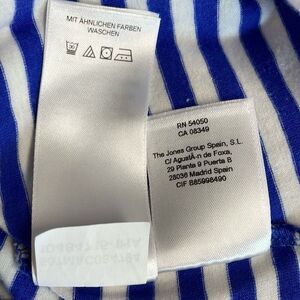 MIT ÄHNLICHEN FARBEN
WASCHEN
RN 54050
CA 08349
The Jones Group Spain, S.L.
C/ AgustÃ­n de Foxa,
29 Planta 9 Puerta B
28036 Madrid Spain
CIF B85998490